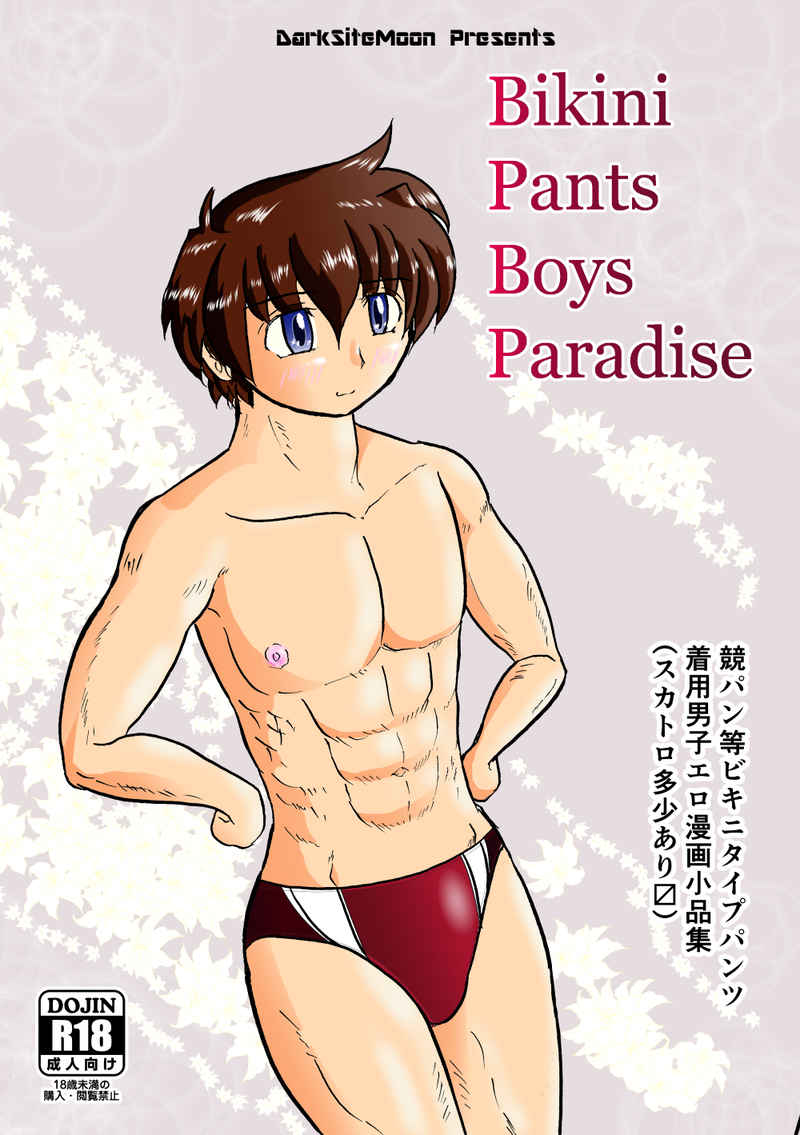 DarkSiteMoon Presents
Bikini
Pants
Boys
Paradise
競パン等ビキニタイプパンツ
着用男子エロ漫画小品集
(スカトロ多少あり〼)
DOJIN
R18
成人向け
18歳未満の
購入・閲覧禁止